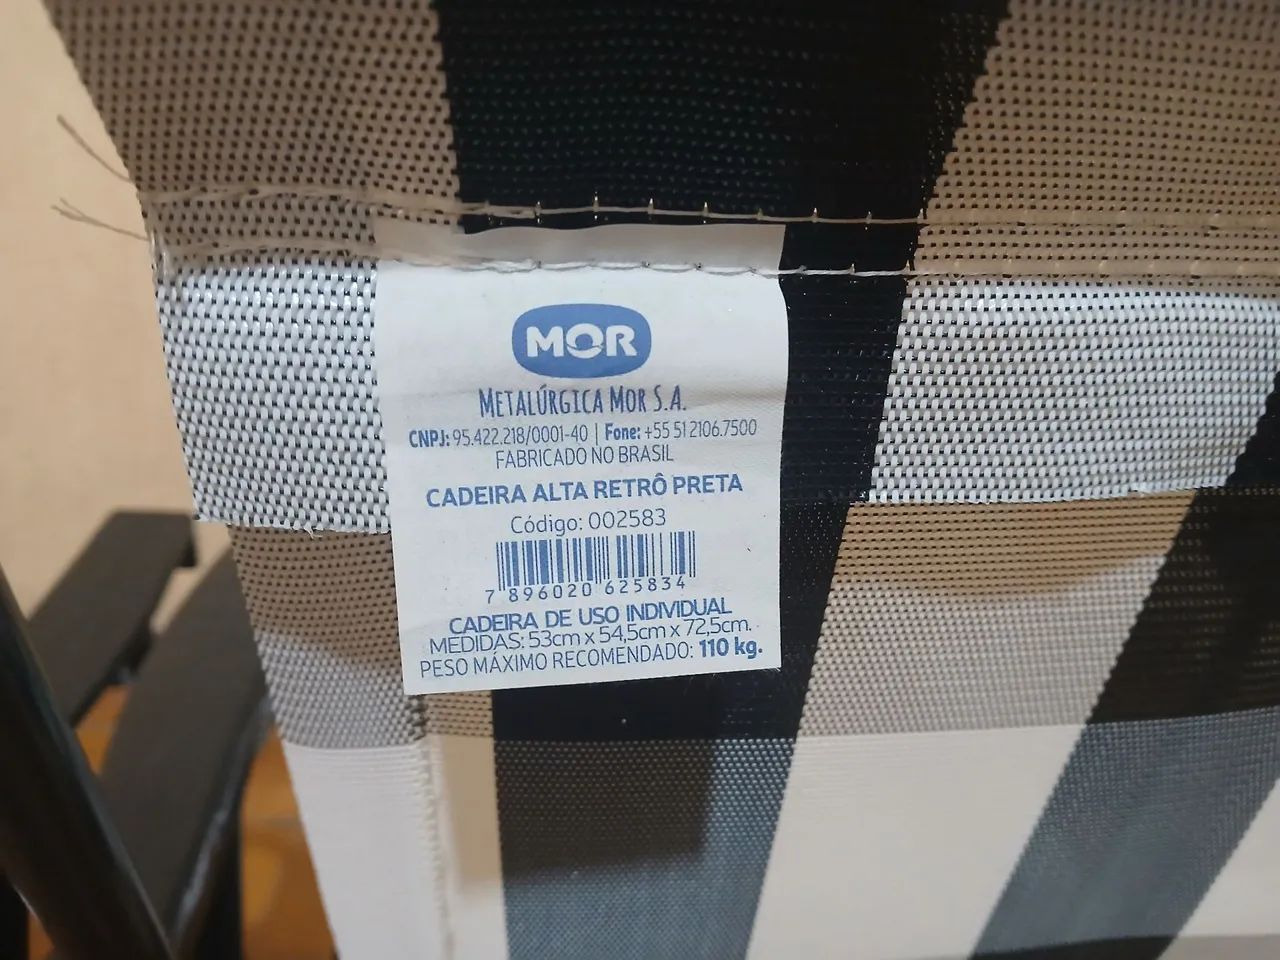 MOR
METALÚRGICA MOR S.A.
CNPJ: 95.422.218/0001-40 | Fone: +55 51 2106.7500
FABRICADO NO BRASIL
CADEIRA ALTA RETRÔ PRETA
Código: 002583
7 896020 625834
CADEIRA DE USO INDIVIDUAL
MEDIDAS: 53cm x 54,5cm x 72,5cm.
PESO MÁXIMO RECOMENDADO: 110 kg.